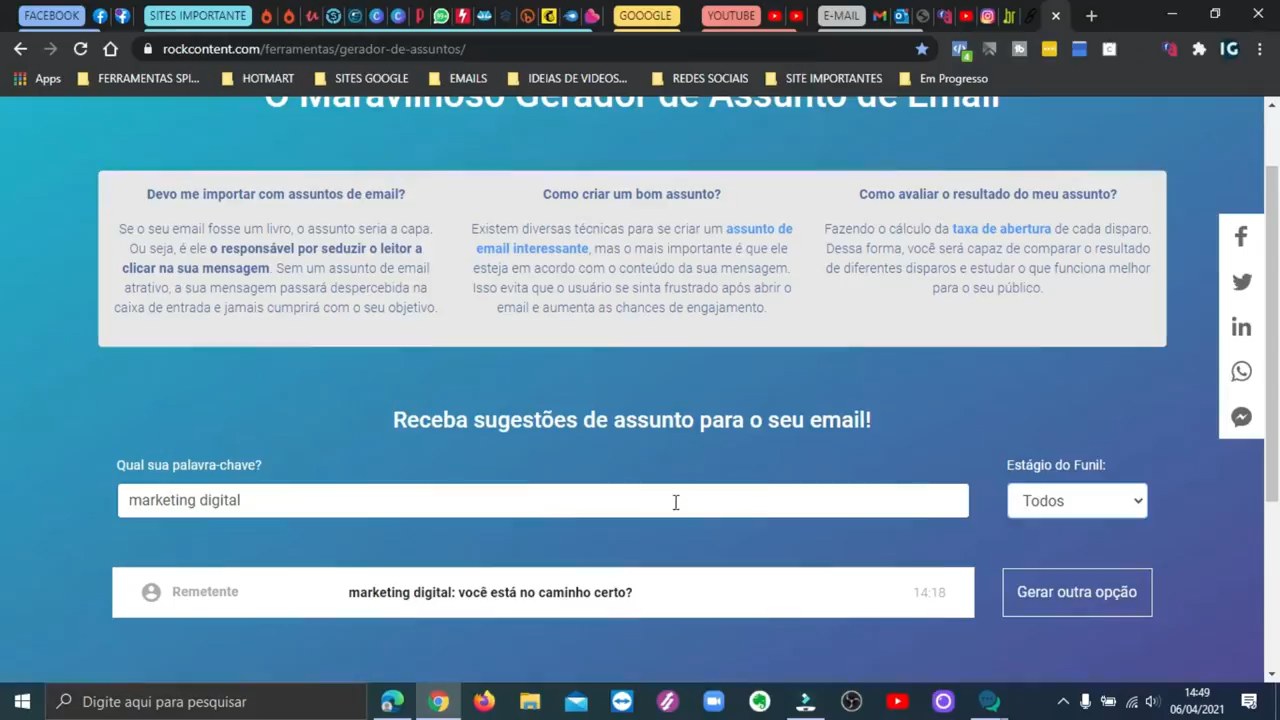 FACEBOOK
SITES IMPORTANTE
GOOOGLE
YOUTUBE
E-MAIL
rockcontent.com/ferramentas/gerador-de-assuntos/
4
IG
Apps
FERRAMENTAS SPI...
HOTMART
SITES GOOGLE
EMAILS
IDEIAS DE VIDEOS...
REDES SOCIAIS
SITE IMPORTANTES
Em Progresso
O Maravilhoso Gerador de Assunto de Email
Devo me importar com assuntos de email?
Se o seu email fosse um livro, o assunto seria a capa.
Ou seja, é ele o responsável por seduzir o leitor a
clicar na sua mensagem. Sem um assunto de email
atrativo, a sua mensagem passará despercebida na
caixa de entrada e jamais cumprirá com o seu objetivo.
Como criar um bom assunto?
Existem diversas técnicas para se criar um assunto de
email interessante, mas o mais importante é que ele
esteja em acordo com o conteúdo da sua mensagem.
Isso evita que o usuário se sinta frustrado após abrir o
email e aumenta as chances de engajamento.
Como avaliar o resultado do meu assunto?
Fazendo o cálculo da taxa de abertura de cada disparo.
Dessa forma, você será capaz de comparar o resultado
de diferentes disparos e estudar o que funciona melhor
para o seu público.
Receba sugestões de assunto para o seu email!
Qual sua palavra-chave?
Estágio do Funil:
marketing digital
Todos
Remetente
marketing digital: você está no caminho certo?
14:18
Gerar outra opção
Digite aqui para pesquisar
14:49
06/04/2021